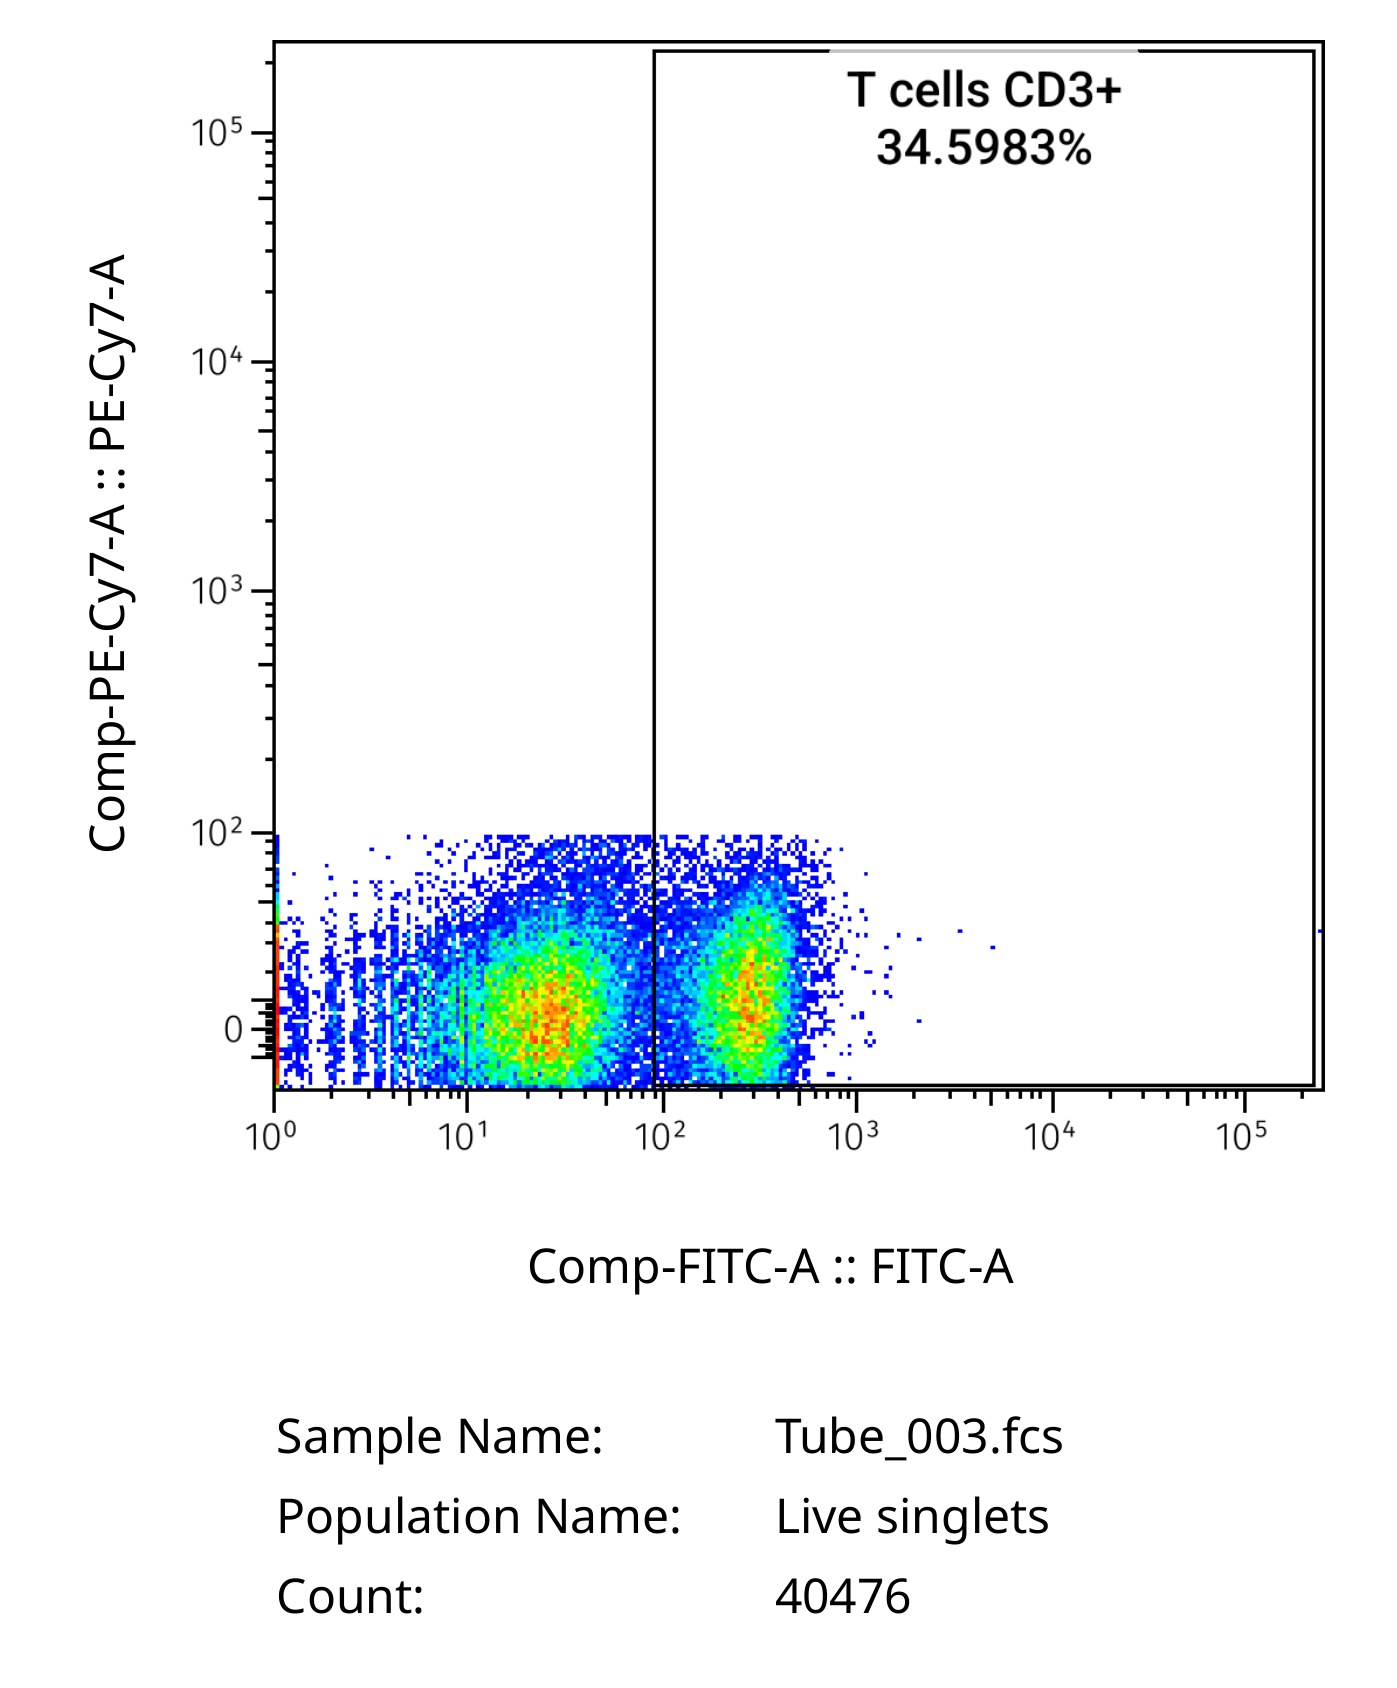 T cells CD3+
34.5983%
10⁵
10⁴
10³
10²
0
Comp-PE-Cy7-A :: PE-Cy7-A
10⁰ 10¹ 10² 10³ 10⁴ 10⁵
Comp-FITC-A :: FITC-A
Sample Name: Tube_003.fcs
Population Name: Live singlets
Count: 40476